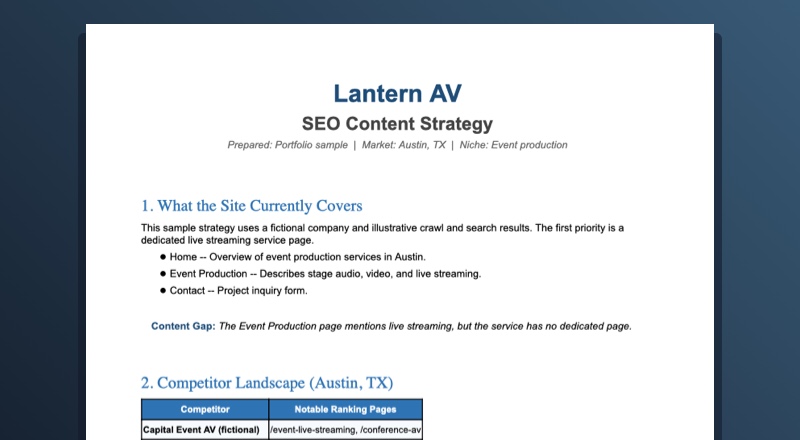 Lantern AV
SEO Content Strategy
Prepared: Portfolio sample | Market: Austin, TX | Niche: Event production
1. What the Site Currently Covers
This sample strategy uses a fictional company and illustrative crawl and search results. The first priority is a
dedicated live streaming service page.
● Home -- Overview of event production services in Austin.
● Event Production -- Describes stage audio, video, and live streaming.
● Contact -- Project inquiry form.
Content Gap: The Event Production page mentions live streaming, but the service has no dedicated page.
2. Competitor Landscape (Austin, TX)
Competitor Notable Ranking Pages
Capital Event AV (fictional) /event-live-streaming, /conference-av